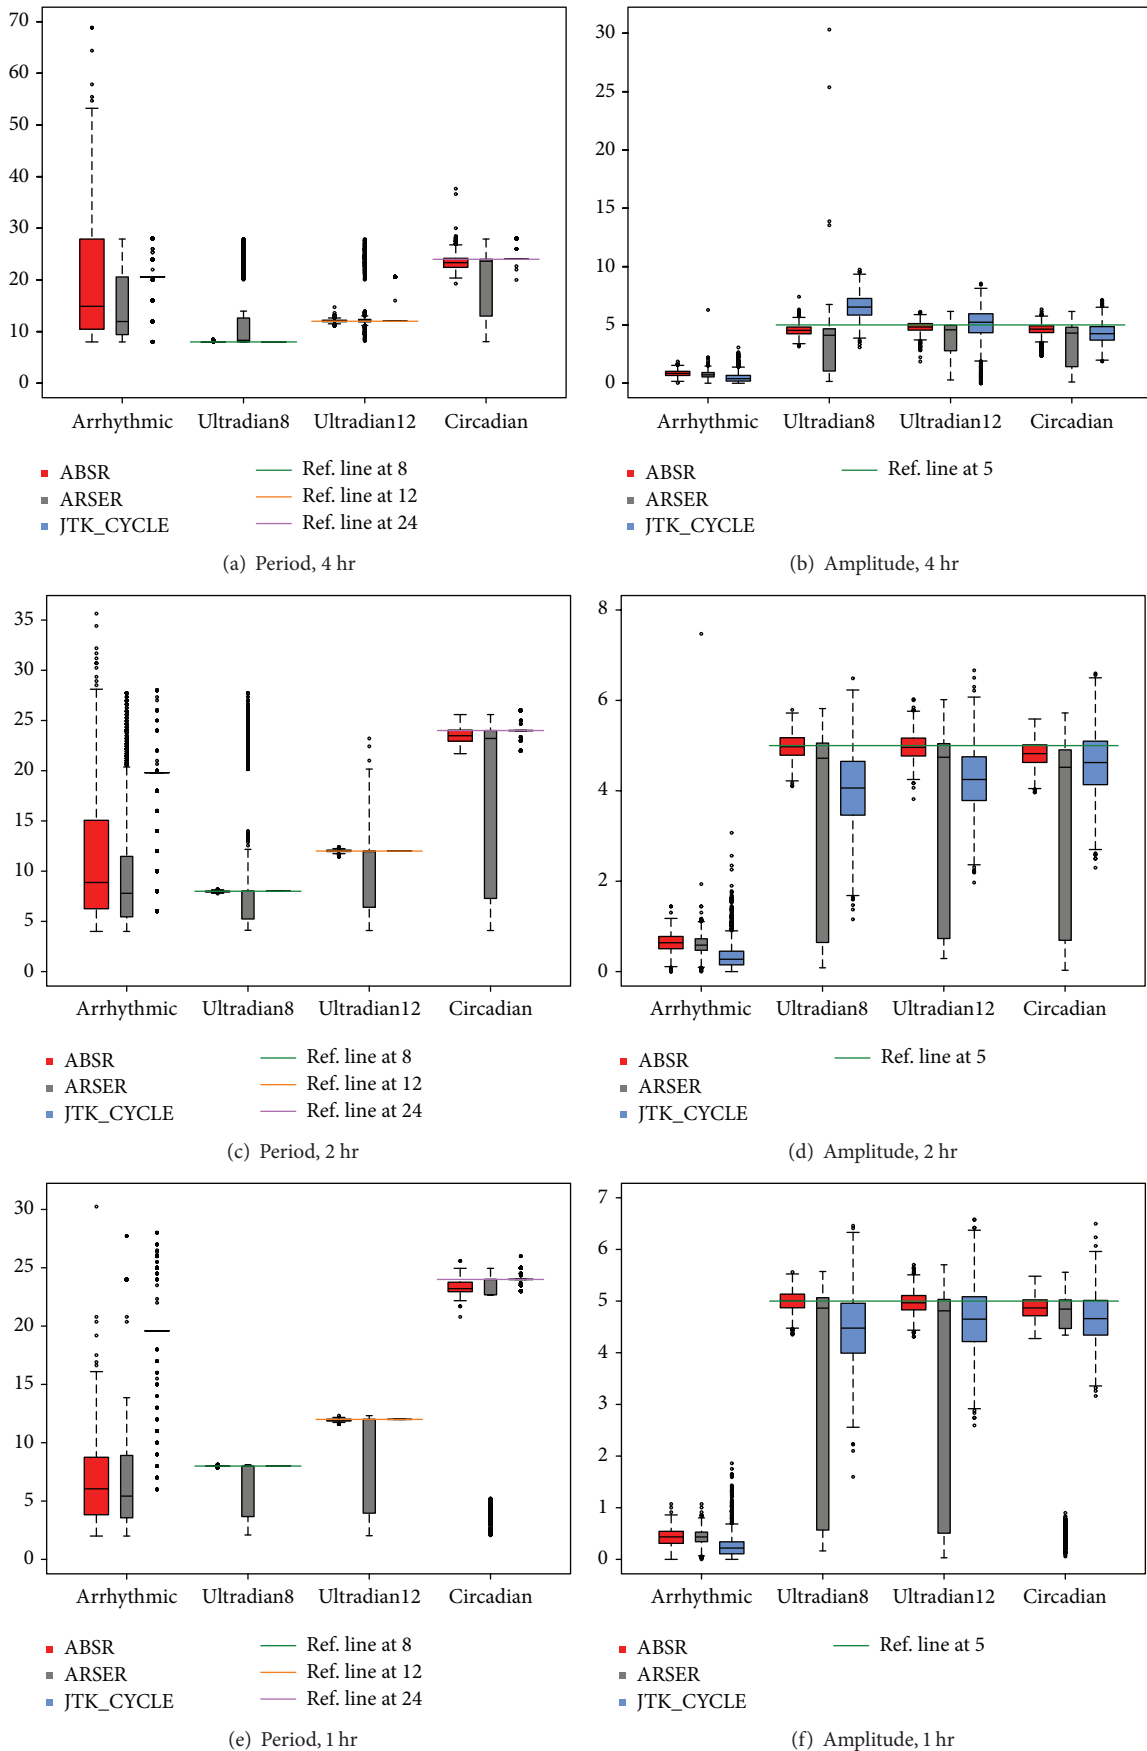 70
60
50
40
30
20
10
0
Arrhythmic Ultradian8 Ultradian12 Circadian
ABSR
ARSER
JTK_CYCLE
Ref. line at 8
Ref. line at 12
Ref. line at 24
(a) Period, 4 hr
30
25
20
15
10
5
0
Arrhythmic Ultradian8 Ultradian12 Circadian
ABSR
ARSER
JTK_CYCLE
Ref. line at 5
(b) Amplitude, 4 hr
35
30
25
20
15
10
5
0
Arrhythmic Ultradian8 Ultradian12 Circadian
ABSR
ARSER
JTK_CYCLE
Ref. line at 8
Ref. line at 12
Ref. line at 24
(c) Period, 2 hr
8
6
4
2
0
Arrhythmic Ultradian8 Ultradian12 Circadian
ABSR
ARSER
JTK_CYCLE
Ref. line at 5
(d) Amplitude, 2 hr
30
25
20
15
10
5
0
Arrhythmic Ultradian8 Ultradian12 Circadian
ABSR
ARSER
JTK_CYCLE
Ref. line at 8
Ref. line at 12
Ref. line at 24
(e) Period, 1 hr
7
6
5
4
3
2
1
0
Arrhythmic Ultradian8 Ultradian12 Circadian
ABSR
ARSER
JTK_CYCLE
Ref. line at 5
(f) Amplitude, 1 hr